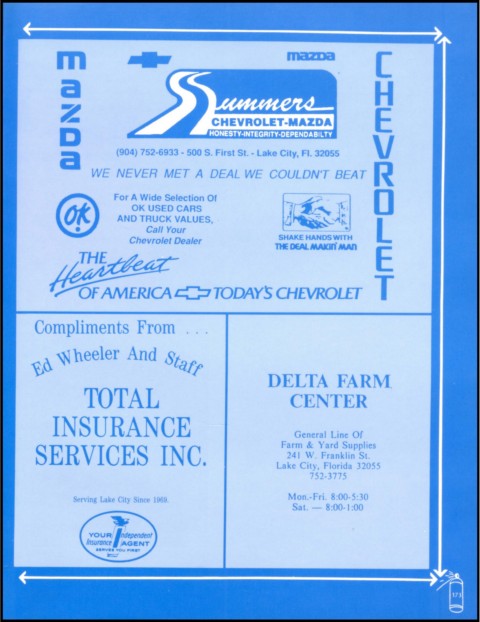 mazda
mazda
CHEVROLET
Summers
CHEVROLET-MAZDA
HONESTY-INTEGRITY-DEPENDABILTY
(904) 752-6933 - 500 S. First St. - Lake City, Fl. 32055
WE NEVER MET A DEAL WE COULDN'T BEAT
OK
For A Wide Selection Of
OK USED CARS
AND TRUCK VALUES,
Call Your
Chevrolet Dealer
SHAKE HANDS WITH
THE DEAL MAKIN' MAN
THE
Heartbeat
OF AMERICA TODAY'S CHEVROLET
Compliments From . . .
Ed Wheeler And Staff
TOTAL
INSURANCE
SERVICES INC.
Serving Lake City Since 1969.
YOUR Independent
Insurance AGENT
SERVES YOU FIRST
DELTA FARM
CENTER
General Line Of
Farm & Yard Supplies
241 W. Franklin St.
Lake City, Florida 32055
752-3775
Mon.-Fri. 8:00-5:30
Sat. — 8:00-1:00
173